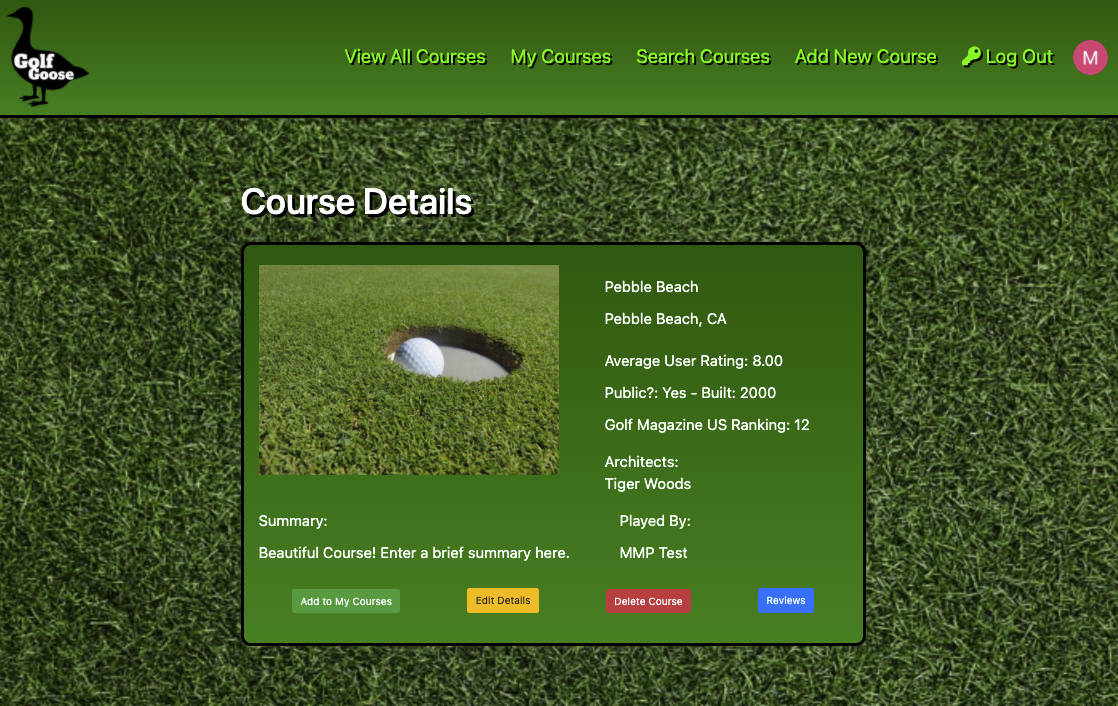 Golf
Goose
View All Courses
My Courses
Search Courses
Add New Course
Log Out
M
Course Details
Pebble Beach
Pebble Beach, CA
Average User Rating: 8.00
Public?: Yes - Built: 2000
Golf Magazine US Ranking: 12
Architects:
Tiger Woods
Summary:
Beautiful Course! Enter a brief summary here.
Played By:
MMP Test
Add to My Courses
Edit Details
Delete Course
Reviews